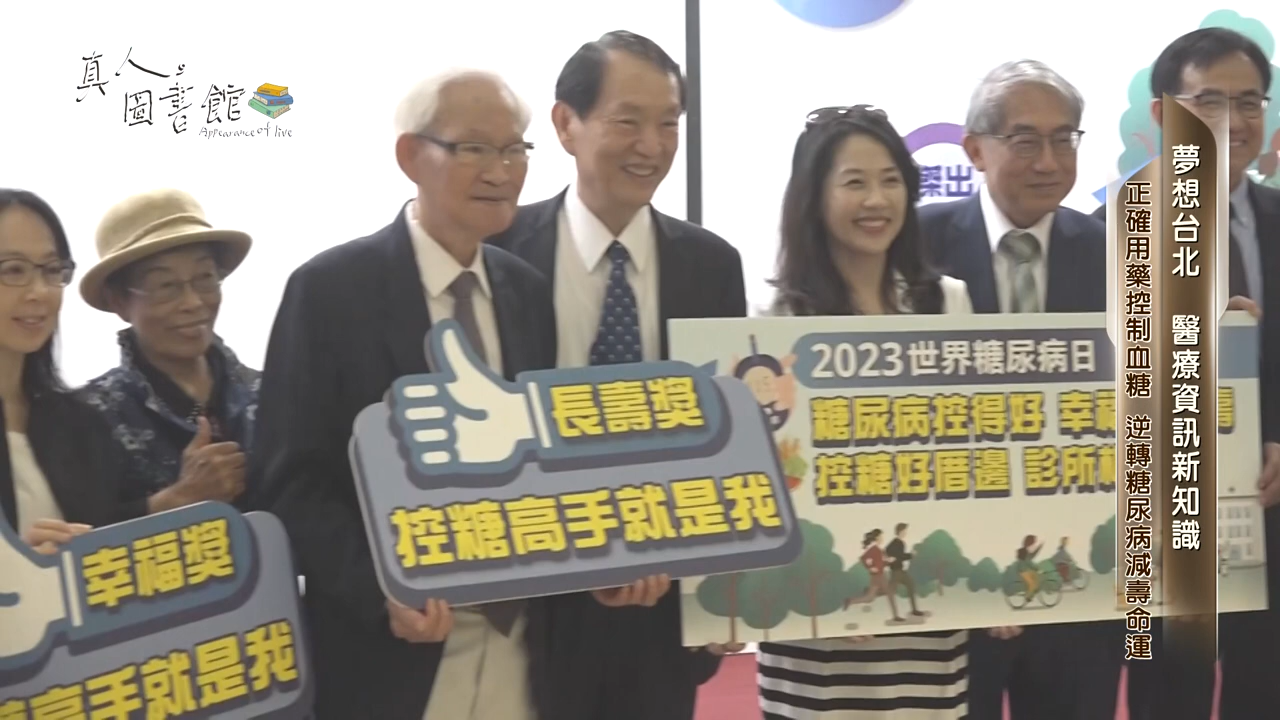 真人
圖書館
Appearance of live
傑出
2023世界糖尿病日
糖尿病控得好 幸
控糖好厝邊 診所
長壽獎
控糖高手就是我
幸福獎
高手就是我
夢想台北 醫療資訊新知識
正確用藥控制血糖 逆轉糖尿病減壽命運